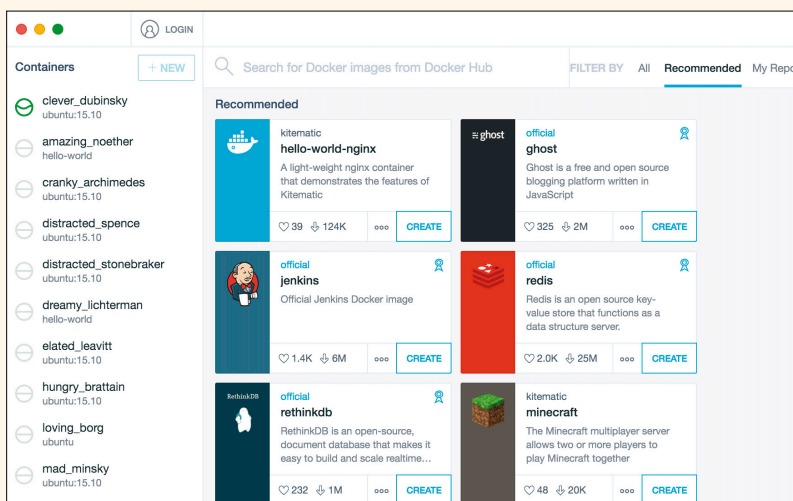 LOGIN
Containers
+ NEW
clever_dubinsky
ubuntu:15.10
amazing_noether
hello-world
cranky_archimedes
ubuntu:15.10
distracted_spence
ubuntu:15.10
distracted_stonebraker
ubuntu:15.10
dreamy_lichterman
hello-world
elated_leavitt
ubuntu:15.10
hungry_brattain
ubuntu:15.10
loving_borg
ubuntu
mad_minsky
ubuntu:15.10
Search for Docker images from Docker Hub
FILTER BY All Recommended My Repo
Recommended
kitematic
hello-world-nginx
A light-weight nginx container
that demonstrates the features of
Kitematic
39 124K CREATE
ghost
official
ghost
Ghost is a free and open source
blogging platform written in
JavaScript
325 2M CREATE
official
jenkins
Official Jenkins Docker image
1.4K 6M CREATE
official
redis
Redis is an open source key-
value store that functions as a
data structure server.
2.0K 25M CREATE
RethinkDB
official
rethinkdb
RethinkDB is an open-source,
document database that makes it
easy to build and scale realtime…
232 1M CREATE
kitematic
minecraft
The Minecraft multiplayer server
allows two or more players to
play Minecraft together
48 20K CREATE